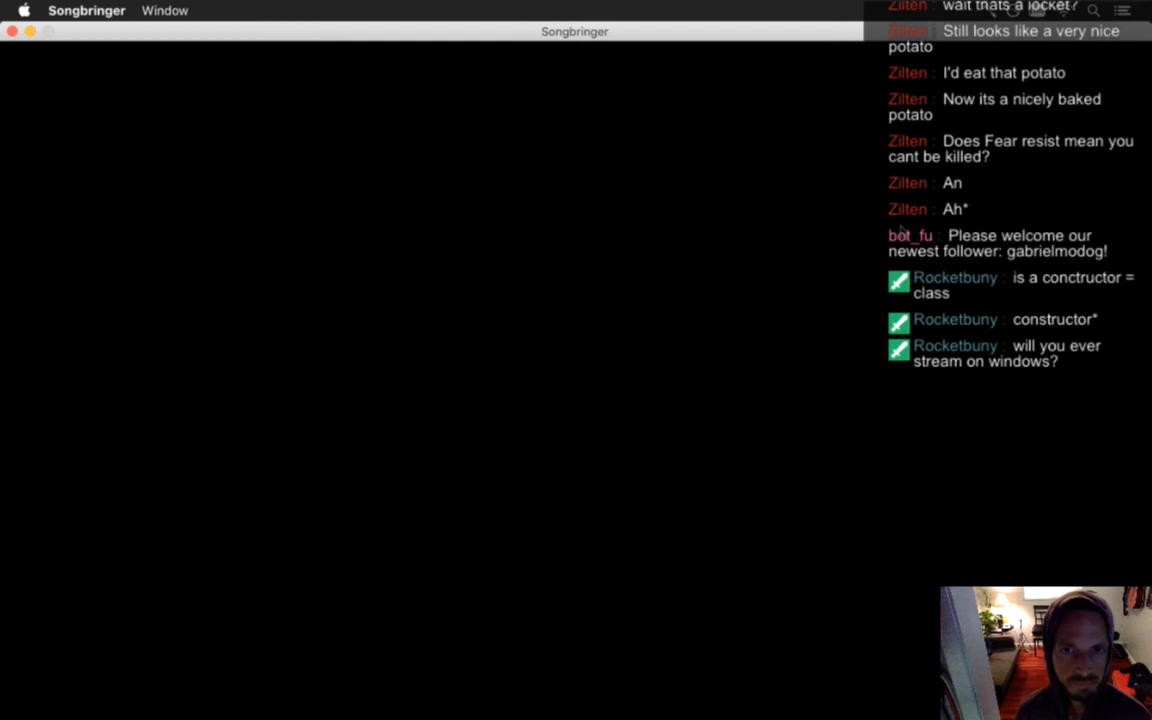 Songbringer Window
Songbringer
Zilten : wait thats a locket?
Zilten : Still looks like a very nice
potato
Zilten : I'd eat that potato
Zilten : Now its a nicely baked
potato
Zilten : Does Fear resist mean you
cant be killed?
Zilten : An
Zilten : Ah*
bot_fu : Please welcome our
newest follower: gabrielmodog!
Rocketbuny : is a conctructor =
class
Rocketbuny : constructor*
Rocketbuny : will you ever
stream on windows?